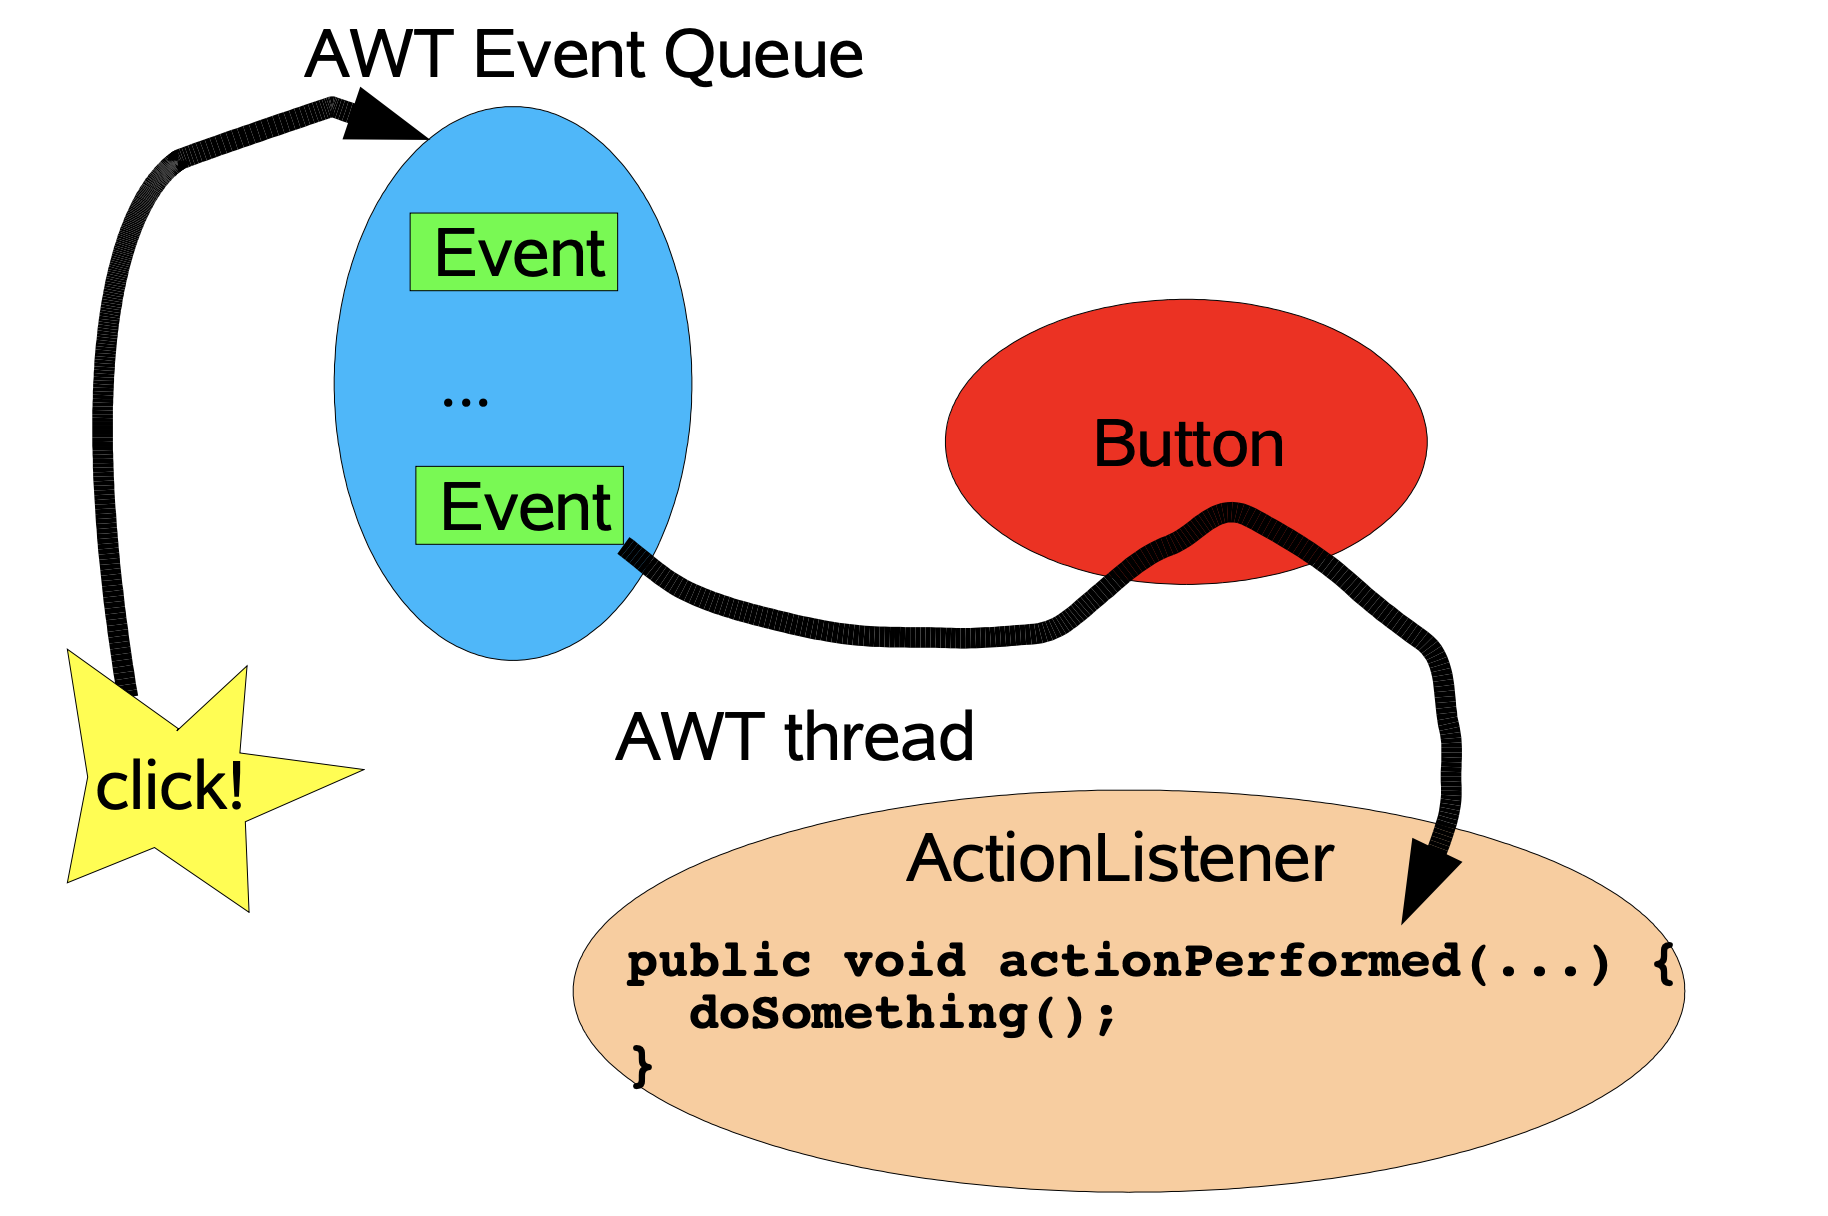 AWT Event Queue
Event
...
Event
Button
click!
AWT thread
ActionListener
public void actionPerformed(...) {
  doSomething();
}